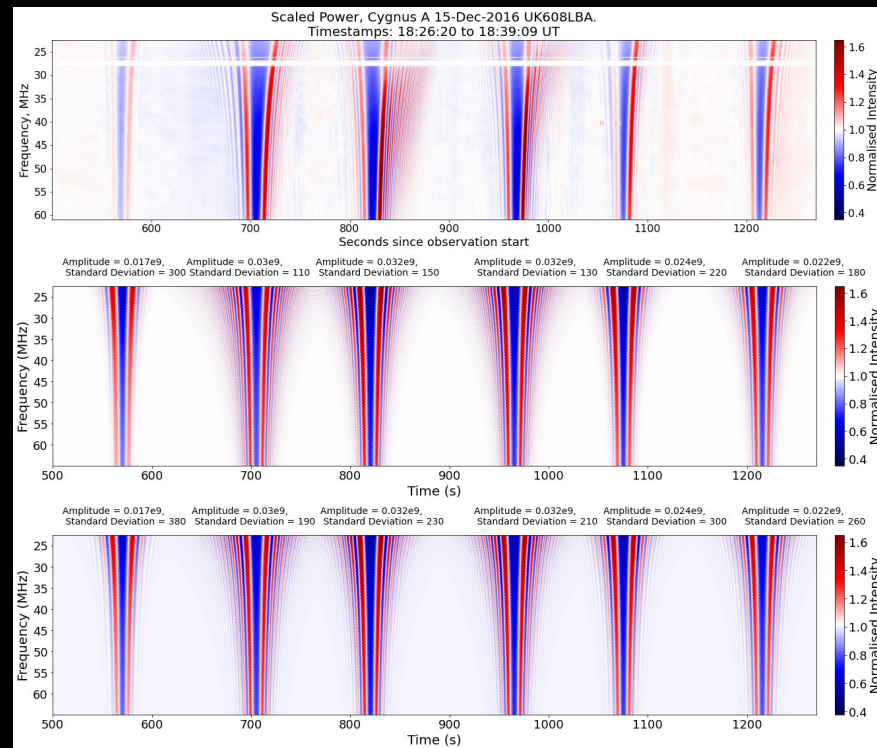 Scaled Power, Cygnus A 15-Dec-2016 UK608LBA.
Timestamps: 18:26:20 to 18:39:09 UT
Frequency, MHz
25
30
35
40
45
50
55
60
600 700 800 900 1000 1100 1200
Seconds since observation start
1.6
1.4
1.2
1.0
0.8
0.6
0.4
Normalised Intensity
Amplitude = 0.017e9, Amplitude = 0.03e9, Amplitude = 0.032e9, Amplitude = 0.032e9, Amplitude = 0.024e9, Amplitude = 0.022e9,
Standard Deviation = 300 Standard Deviation = 110 Standard Deviation = 150 Standard Deviation = 130 Standard Deviation = 220 Standard Deviation = 180
Frequency (MHz)
25
30
35
40
45
50
55
60
500 600 700 800 900 1000 1100 1200
Time (s)
1.6
1.4
1.2
1.0
0.8
0.6
0.4
Normalised Intensity
Amplitude = 0.017e9, Amplitude = 0.03e9, Amplitude = 0.032e9, Amplitude = 0.032e9, Amplitude = 0.024e9, Amplitude = 0.022e9,
Standard Deviation = 380 Standard Deviation = 190 Standard Deviation = 230 Standard Deviation = 210 Standard Deviation = 300 Standard Deviation = 260
Frequency (MHz)
25
30
35
40
45
50
55
60
500 600 700 800 900 1000 1100 1200
Time (s)
1.6
1.4
1.2
1.0
0.8
0.6
0.4
Normalised Intensity